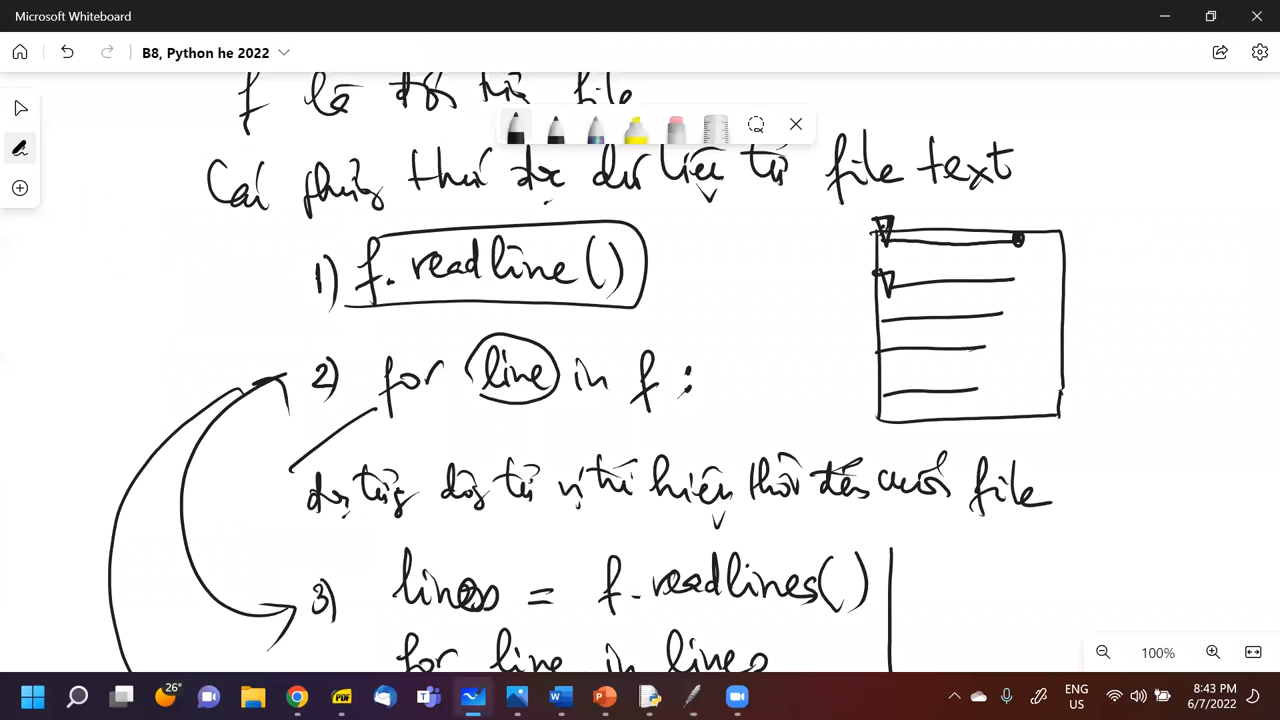 Microsoft Whiteboard
B8, Python he 2022
f là đối tượng file
Các phương thức đọc dữ liệu từ file text
1) f.readline()
2) for line in f :
đọc từng dòng từ vị trí hiện thời đến cuối file
3) lines = f.readlines()
for line in lines
100%
26°
ENG
US
8:43 PM
6/7/2022